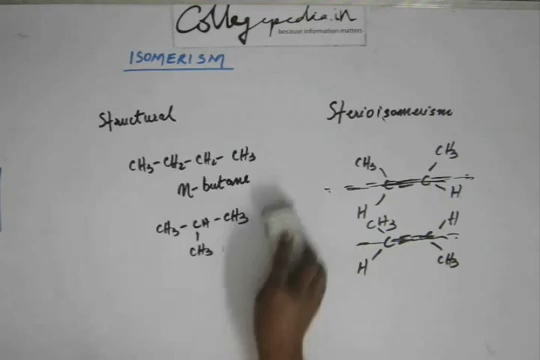 Collegepedia.in
because information matters
ISOMERISM
Structural
CH3-CH2-CH2-CH3
n-butane
CH3-CH-CH3
CH3
Sterioisomerism
CH3 CH3
C C
H H
CH3 H
C C
H CH3